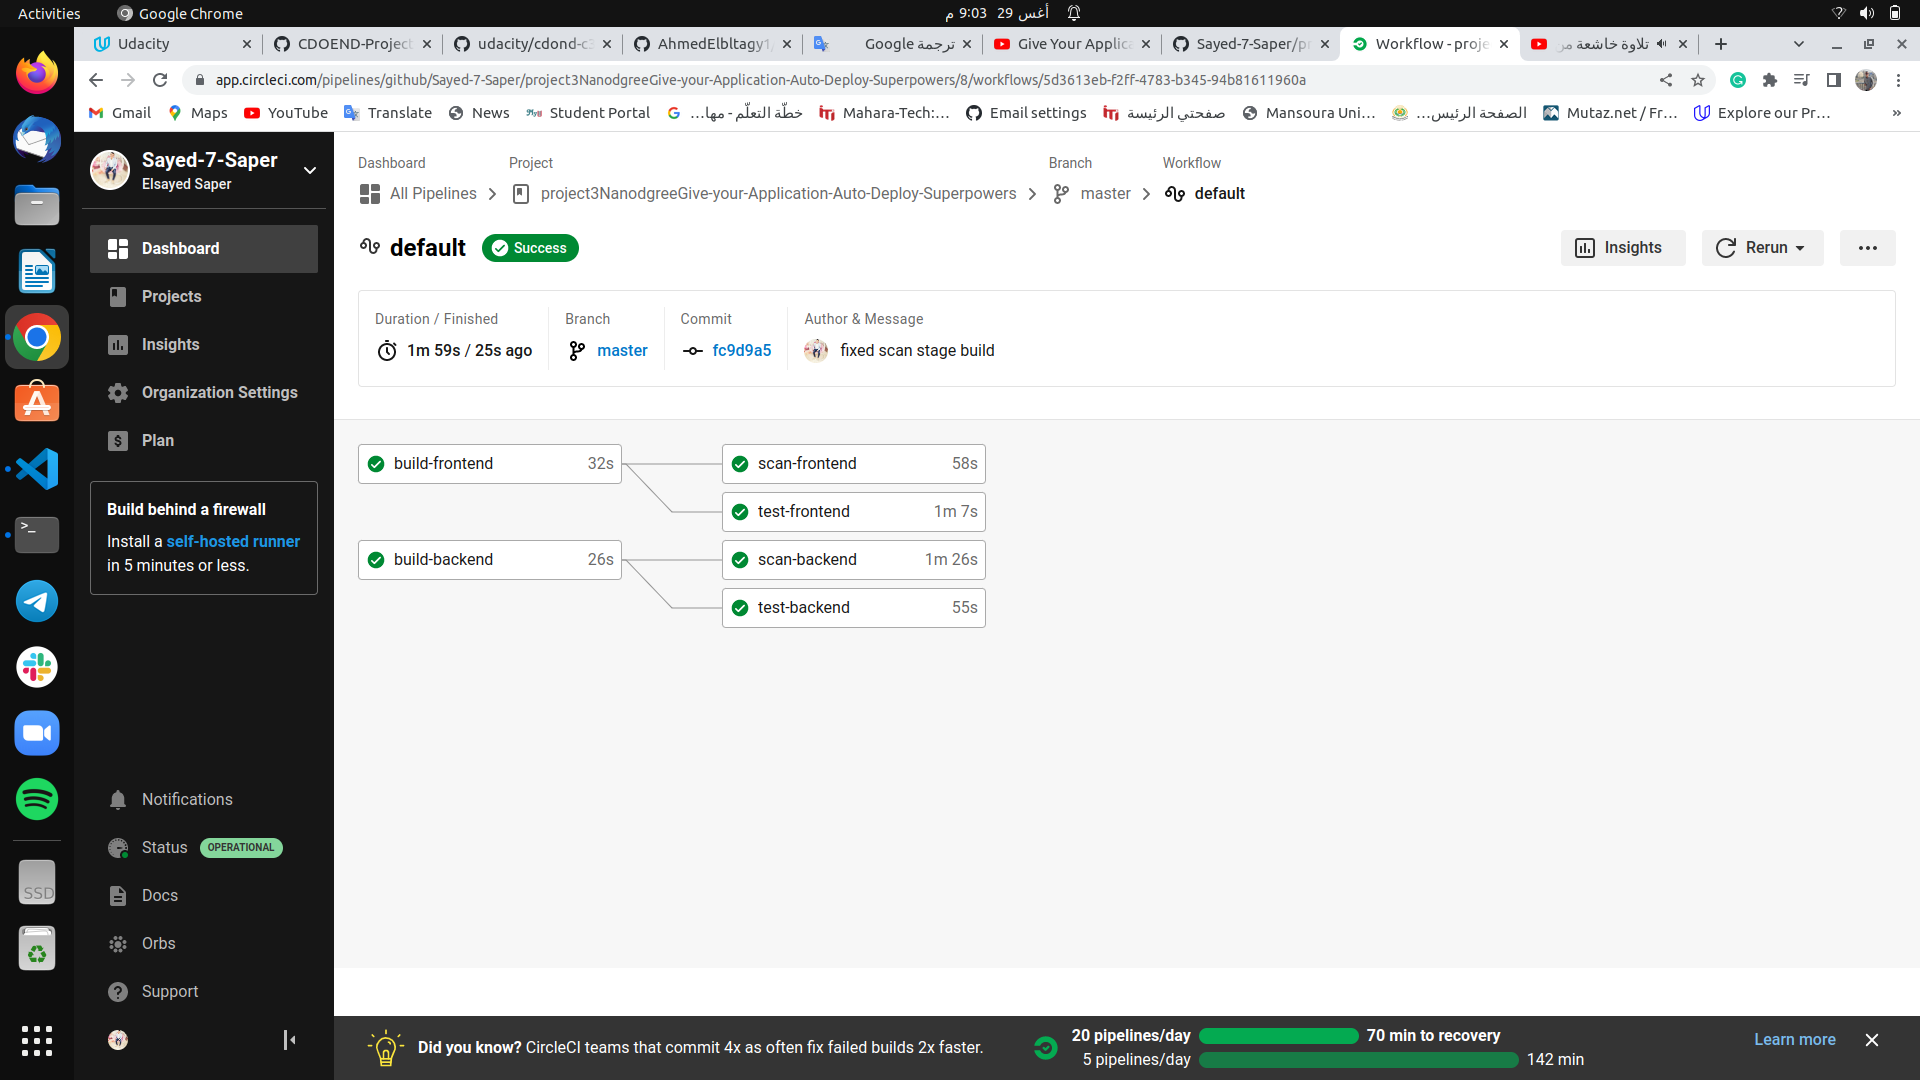 Activities
Google Chrome
أغس 29 9:03 م
Udacity
CDOEND-Project
udacity/cdond-c3
AhmedElbltagy1/
ترجمة Google
Give Your Applica
Sayed-7-Saper/pr
Workflow - proje
تلاوة خاشعة من
app.circleci.com/pipelines/github/Sayed-7-Saper/project3NanodgreeGive-your-Application-Auto-Deploy-Superpowers/8/workflows/5d3613eb-f2ff-4783-b345-94b81611960a
Gmail
Maps
YouTube
Translate
News
Student Portal
خطّة التعلّم - مها...
Mahara-Tech:...
Email settings
صفحتي الرئيسة
Mansoura Uni...
الصفحة الرئيس...
Mutaz.net / Fr...
Explore our Pr...
»
Sayed-7-Saper
Elsayed Saper
Dashboard
Projects
Insights
Organization Settings
Plan
Build behind a firewall
Install a self-hosted runner
in 5 minutes or less.
Notifications
Status OPERATIONAL
Docs
Orbs
Support
SSD
Dashboard Project Branch Workflow
All Pipelines project3NanodgreeGive-your-Application-Auto-Deploy-Superpowers master default
default Success
Insights Rerun
Duration / Finished Branch Commit Author & Message
1m 59s / 25s ago master fc9d9a5 fixed scan stage build
build-frontend 32s scan-frontend 58s
test-frontend 1m 7s
build-backend 26s scan-backend 1m 26s
test-backend 55s
Did you know? CircleCI teams that commit 4x as often fix failed builds 2x faster.
20 pipelines/day 70 min to recovery
5 pipelines/day 142 min
Learn more